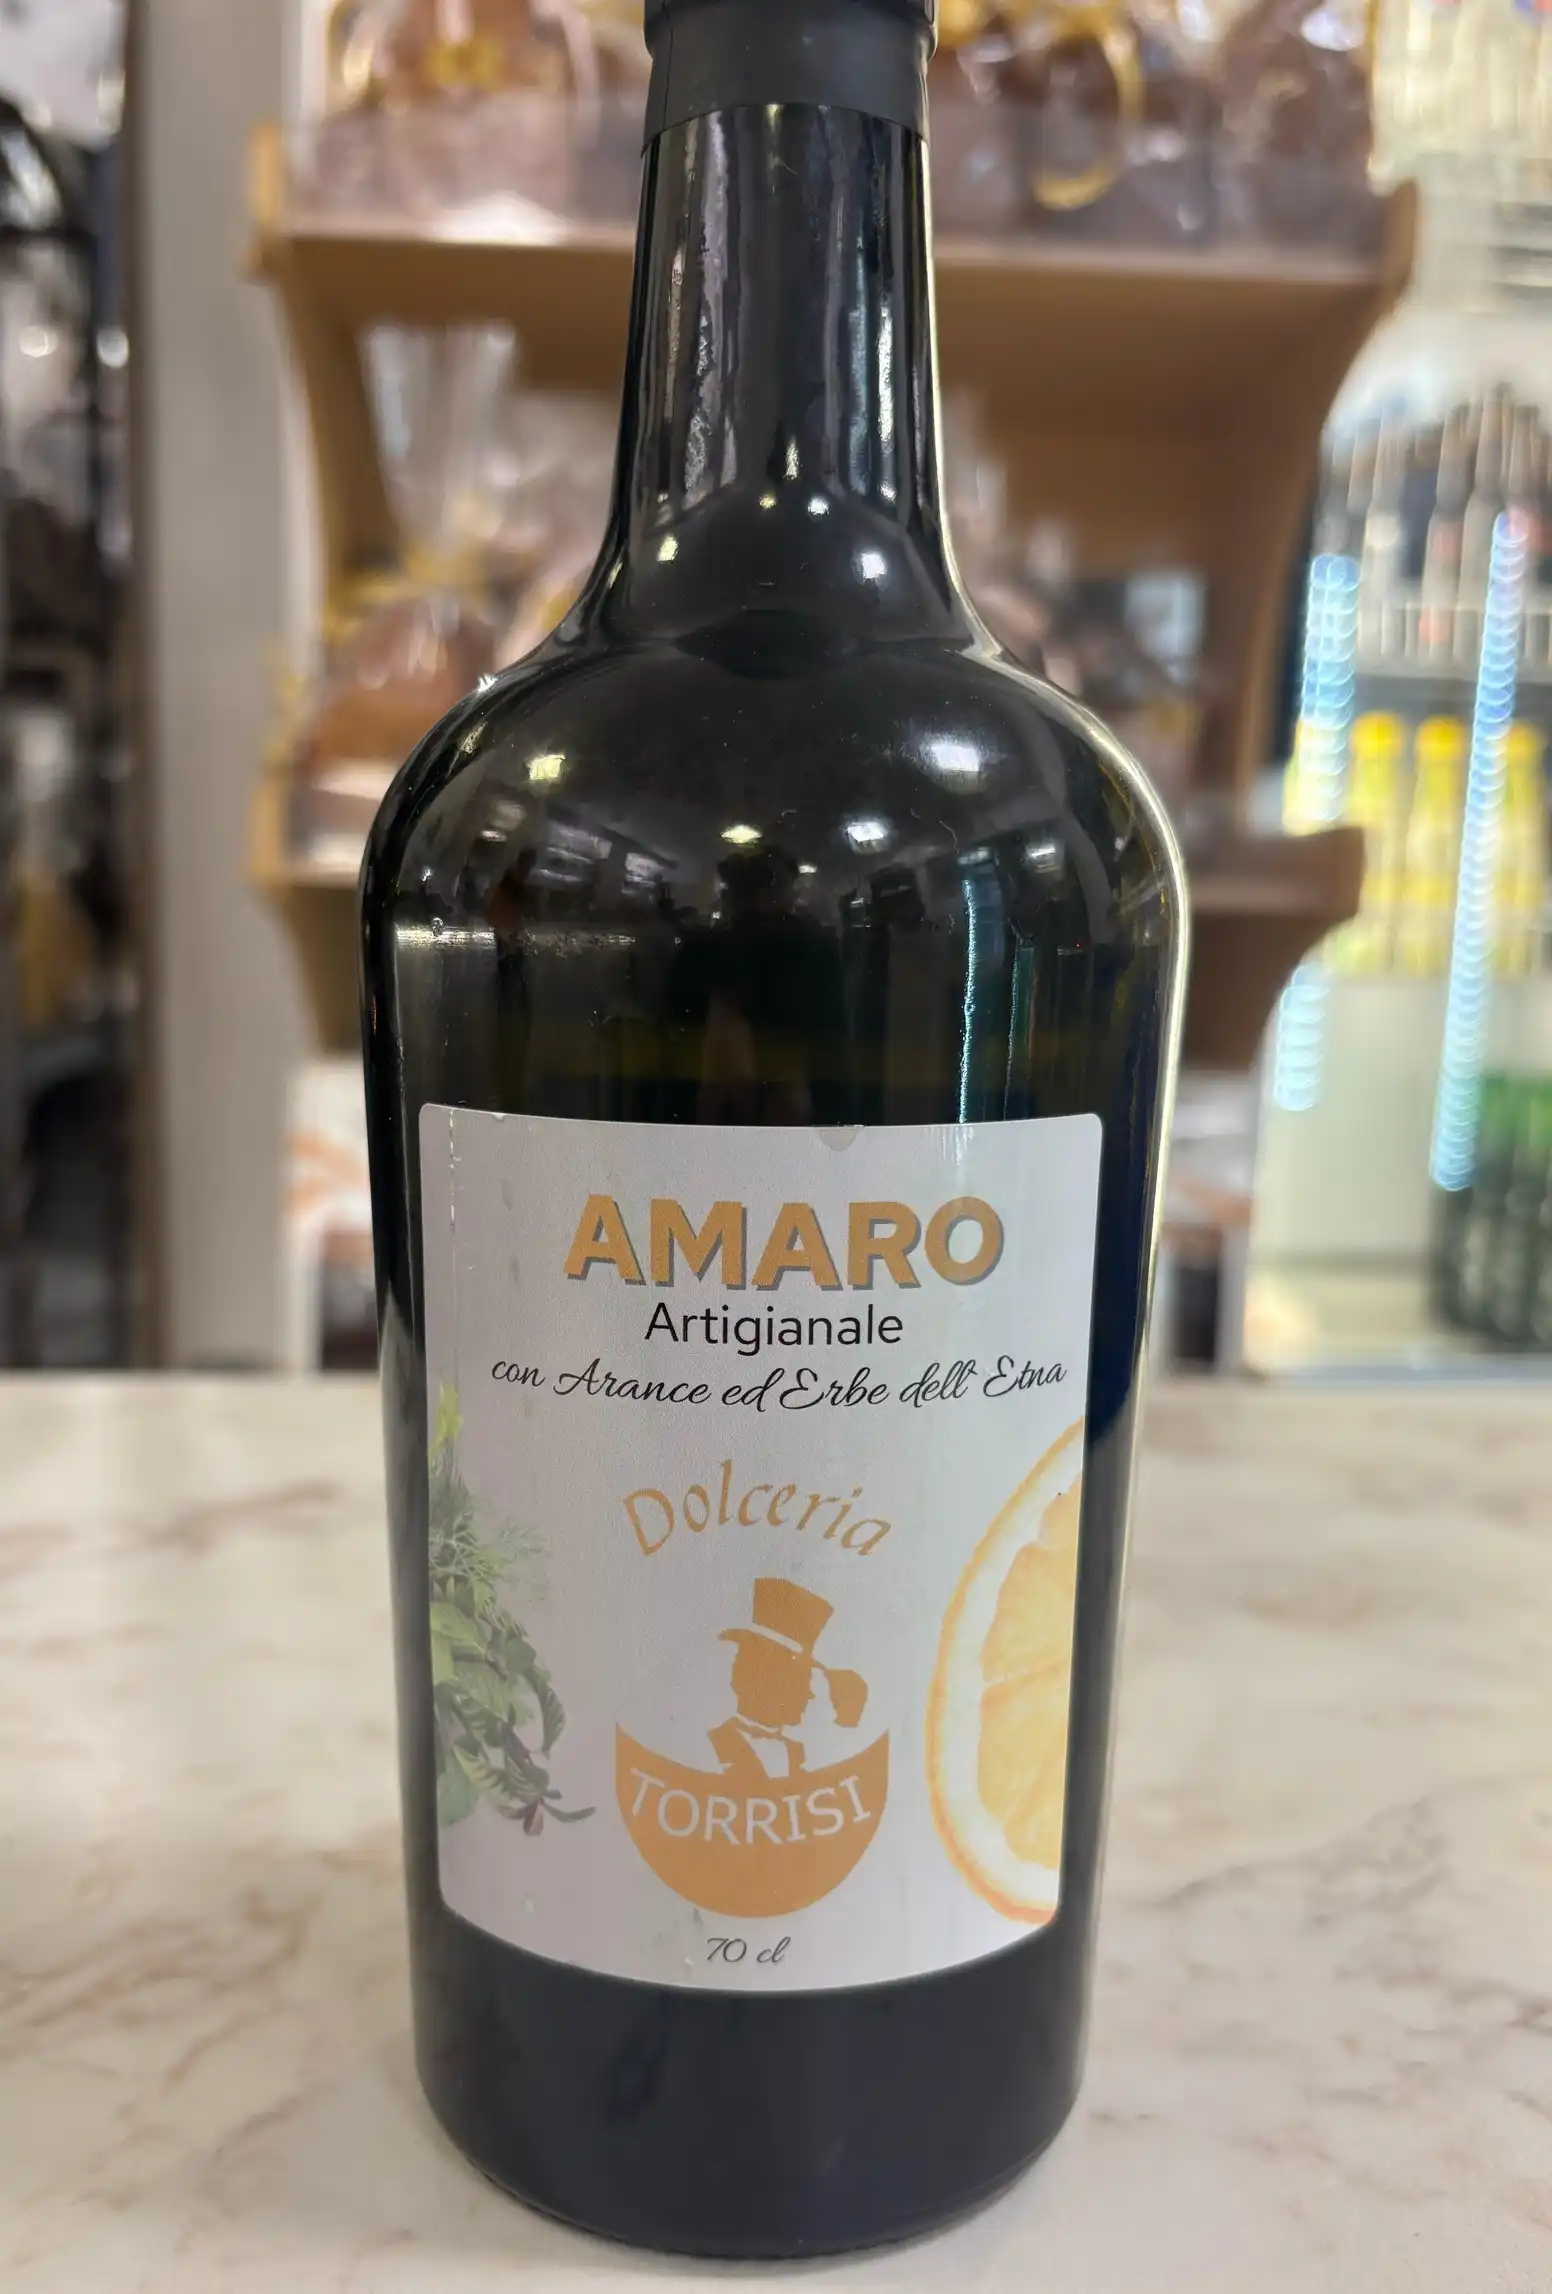 AMARO
Artigianale
con Arance ed Erbe dell'Etna
Dolceria
TORRISI
70 cl